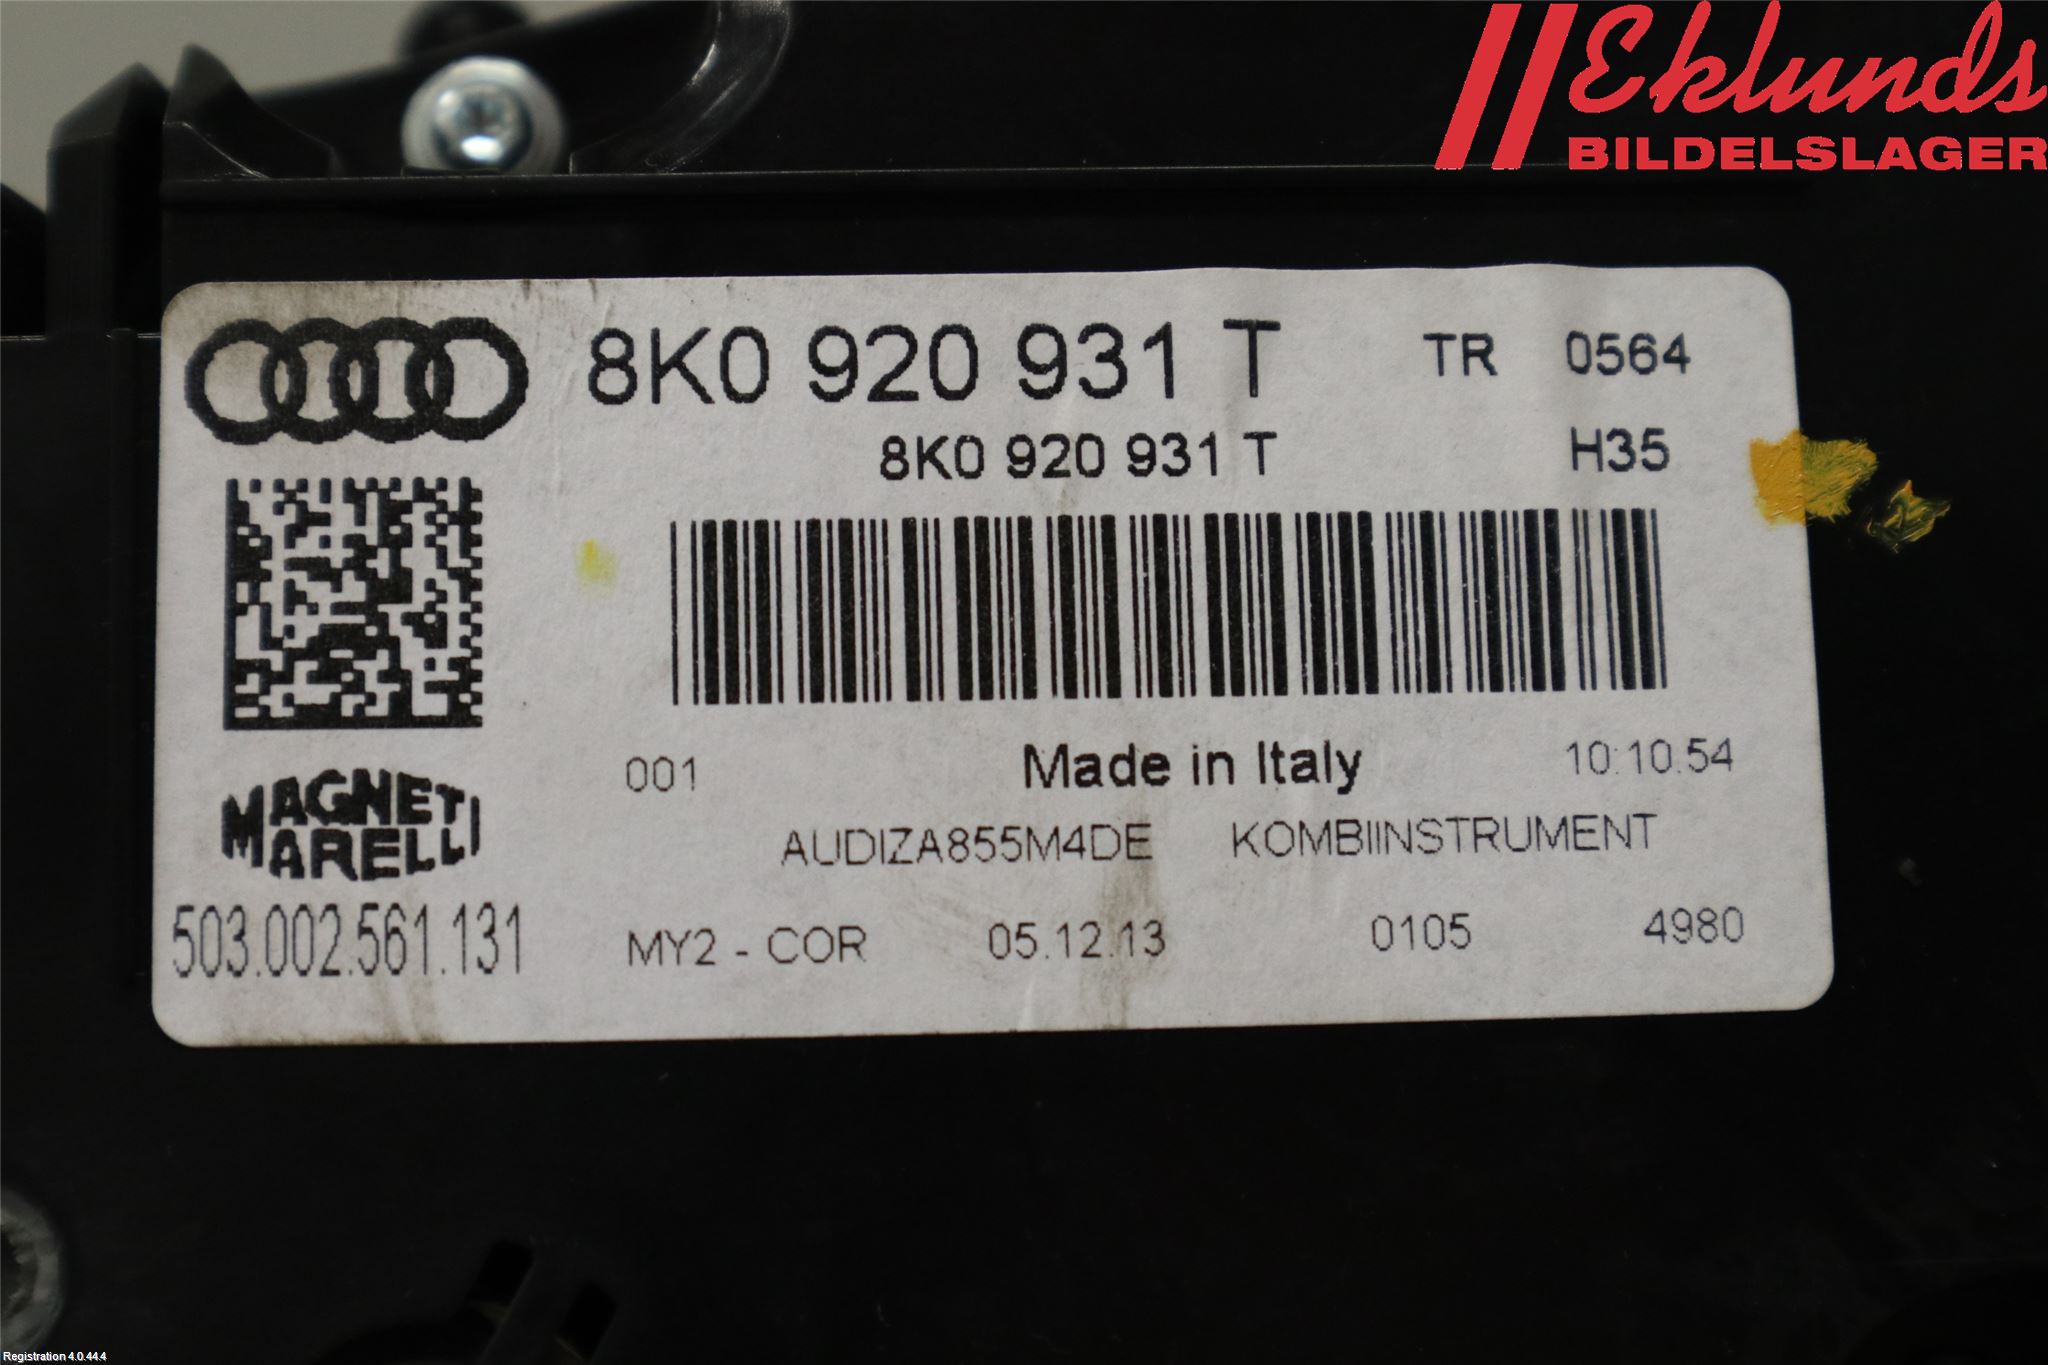 Eklunds
BILDELSLAGER
8K0 920 931 T TR 0564
8K0 920 931 T H35
001 Made in Italy 10:10.54
MAGNETI
MARELLI
AUDIZA855M4DE KOMBIINSTRUMENT
503.002.561.131 MY2 - COR 05.12.13 0105 4980
Registration 4.0.44.4